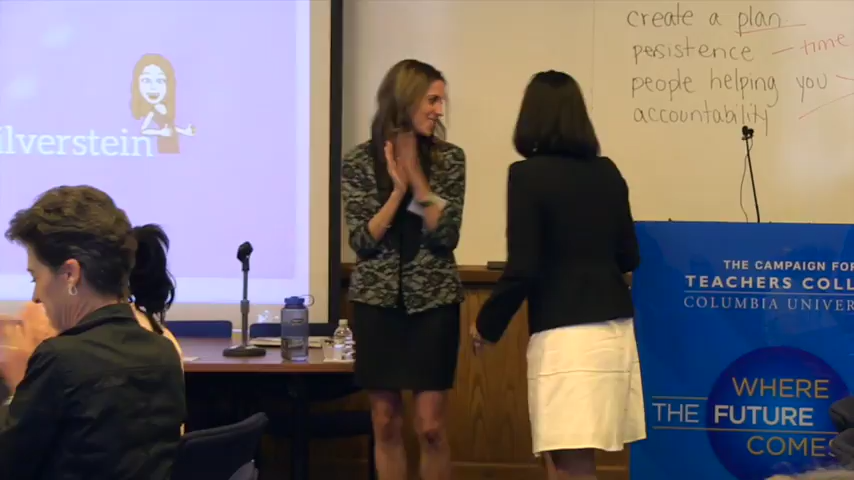 create a plan
persistence – time
people helping you
accountability
ilverstein
THE CAMPAIGN FOR
TEACHERS COLL
COLUMBIA UNIVER
WHERE
THE FUTURE
COMES